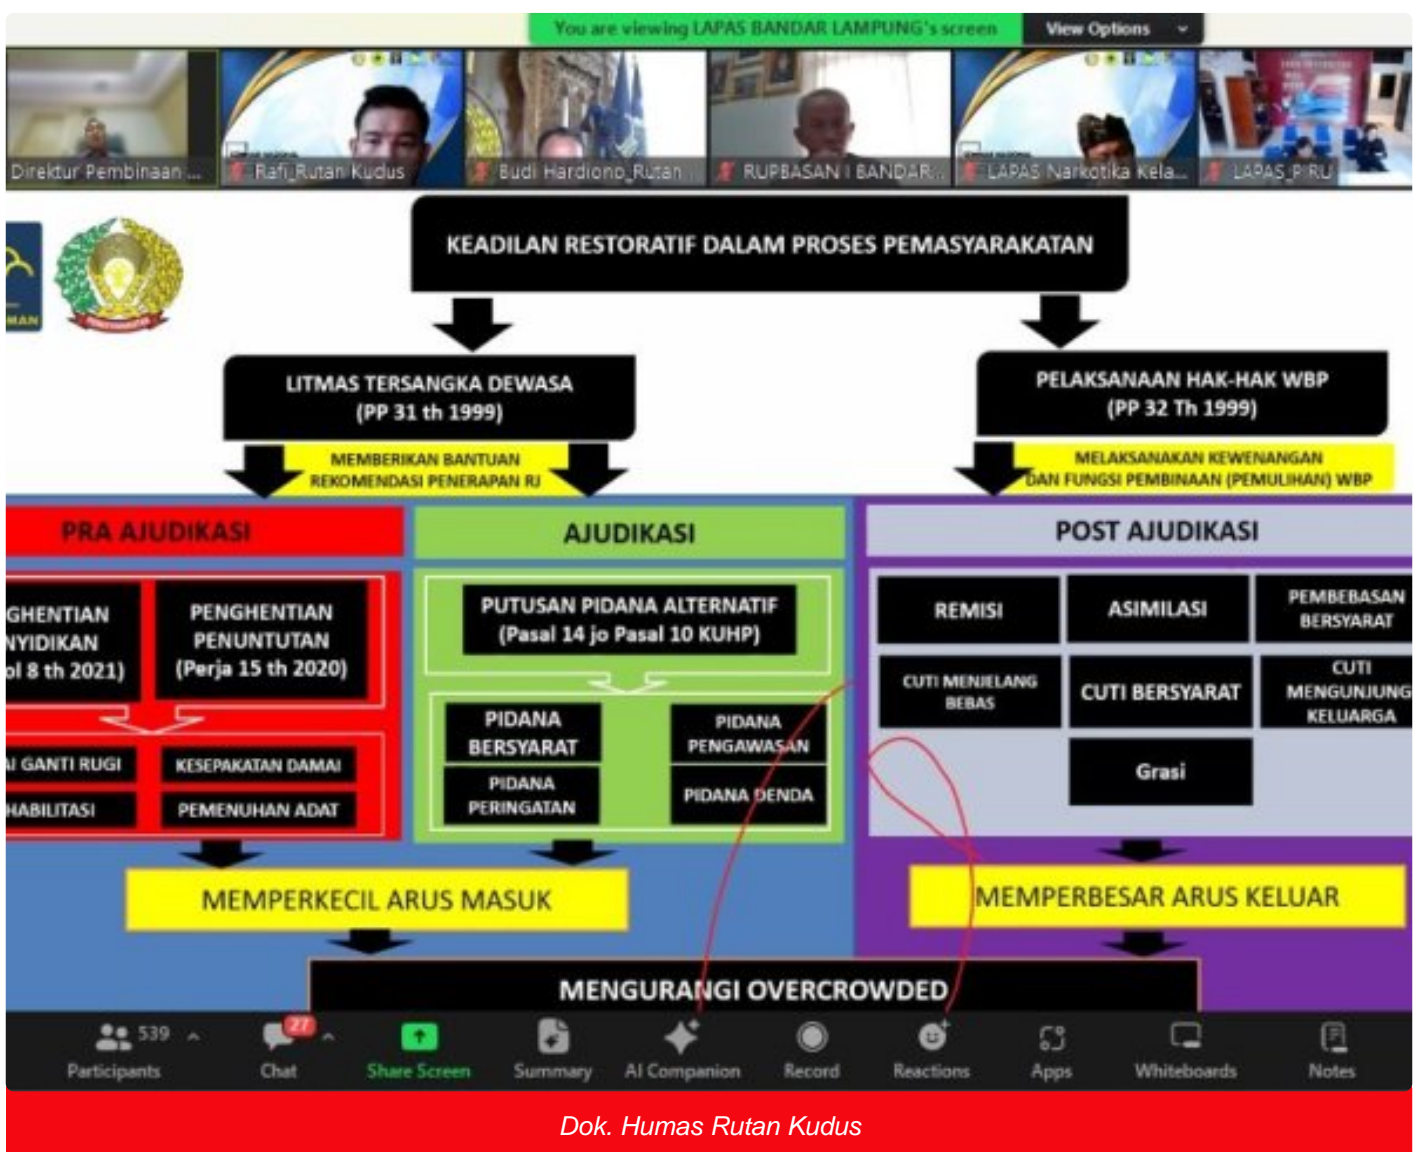 You are viewing LAPAS BANDAR LAMPUNG's screen
View Options
Direktur Pembinaan ...
Rafi_Rutan Kudus
Budi Hardiono_Rutan ...
RUPBASAN I BANDAR...
LAPAS Narkotika Kela...
LAPAS_PIRU
KEADILAN RESTORATIF DALAM PROSES PEMASYARAKATAN
MAN
LITMAS TERSANGKA DEWASA
(PP 31 th 1999)
PELAKSANAAN HAK-HAK WBP
(PP 32 Th 1999)
MEMBERIKAN BANTUAN
REKOMENDASI PENERAPAN RJ
MELAKSANAKAN KEWENANGAN
DAN FUNGSI PEMBINAAN (PEMULIHAN) WBP
PRA AJUDIKASI
AJUDIKASI
POST AJUDIKASI
GHENTIAN
NYIDIKAN
ol 8 th 2021)
PENGHENTIAN
PENUNTUTAN
(Perja 15 th 2020)
AI GANTI RUGI
KESEPAKATAN DAMAI
HABILITASI
PEMENUHAN ADAT
PUTUSAN PIDANA ALTERNATIF
(Pasal 14 jo Pasal 10 KUHP)
PIDANA
BERSYARAT
PIDANA
PENGAWASAN
PIDANA
PERINGATAN
PIDANA DENDA
REMISI
ASIMILASI
PEMBEBASAN
BERSYARAT
CUTI MENJELANG
BEBAS
CUTI BERSYARAT
CUTI
MENGUNJUNG
KELUARGA
Grasi
MEMPERKECIL ARUS MASUK
MEMPERBESAR ARUS KELUAR
MENGURANGI OVERCROWDED
539
27
Participants
Chat
Share Screen
Summary
AI Companion
Record
Reactions
Apps
Whiteboards
Notes
Dok. Humas Rutan Kudus